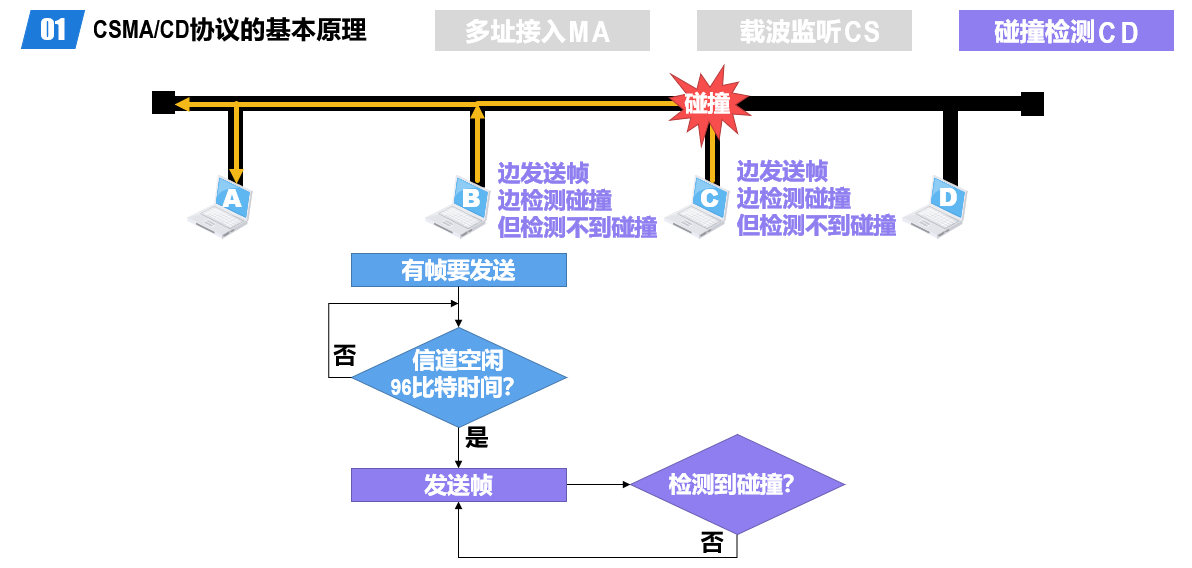 01 CSMA/CD协议的基本原理
多址接入MA
载波监听CS
碰撞检测CD
碰撞
A
B
边发送帧
边检测碰撞
但检测不到碰撞
C
边发送帧
边检测碰撞
但检测不到碰撞
D
有帧要发送
否
信道空闲
96比特时间?
是
发送帧
检测到碰撞?
否